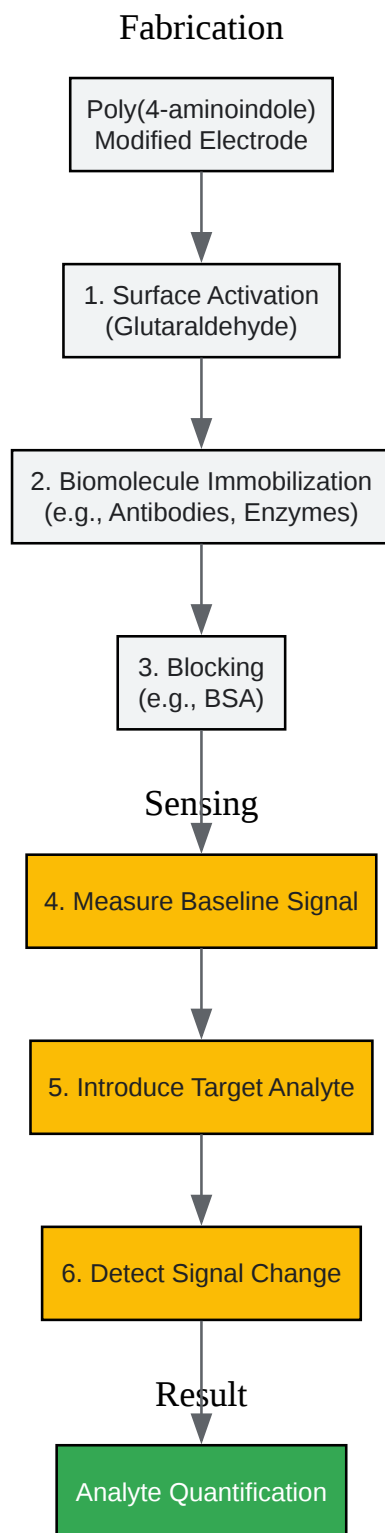 Fabrication
Poly(4-aminoindole)
Modified Electrode
1. Surface Activation
(Glutaraldehyde)
2. Biomolecule Immobilization
(e.g., Antibodies, Enzymes)
3. Blocking
(e.g., BSA)
Sensing
4. Measure Baseline Signal
5. Introduce Target Analyte
6. Detect Signal Change
Result
Analyte Quantification